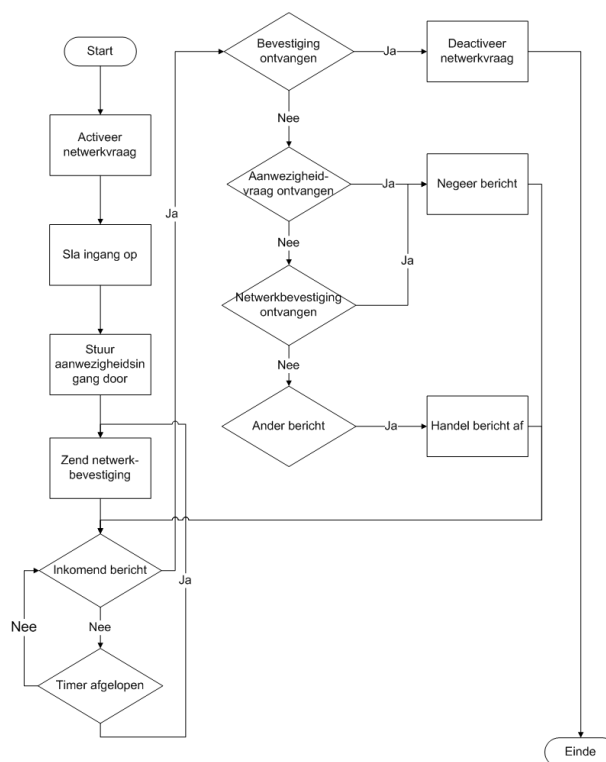 Start
Activeer
netwerkvraag
Sla ingang op
Stuur
aanwezigheidsin
gang door
Zend netwerk-
bevestiging
Inkomend bericht
Nee
Nee
Timer afgelopen
Ja
Ja
Bevestiging
ontvangen
Ja
Deactiveer
netwerkvraag
Nee
Aanwezigheid-
vraag ontvangen
Ja
Negeer bericht
Nee
Ja
Netwerkbevestiging
ontvangen
Nee
Ander bericht
Ja
Handel bericht af
Einde